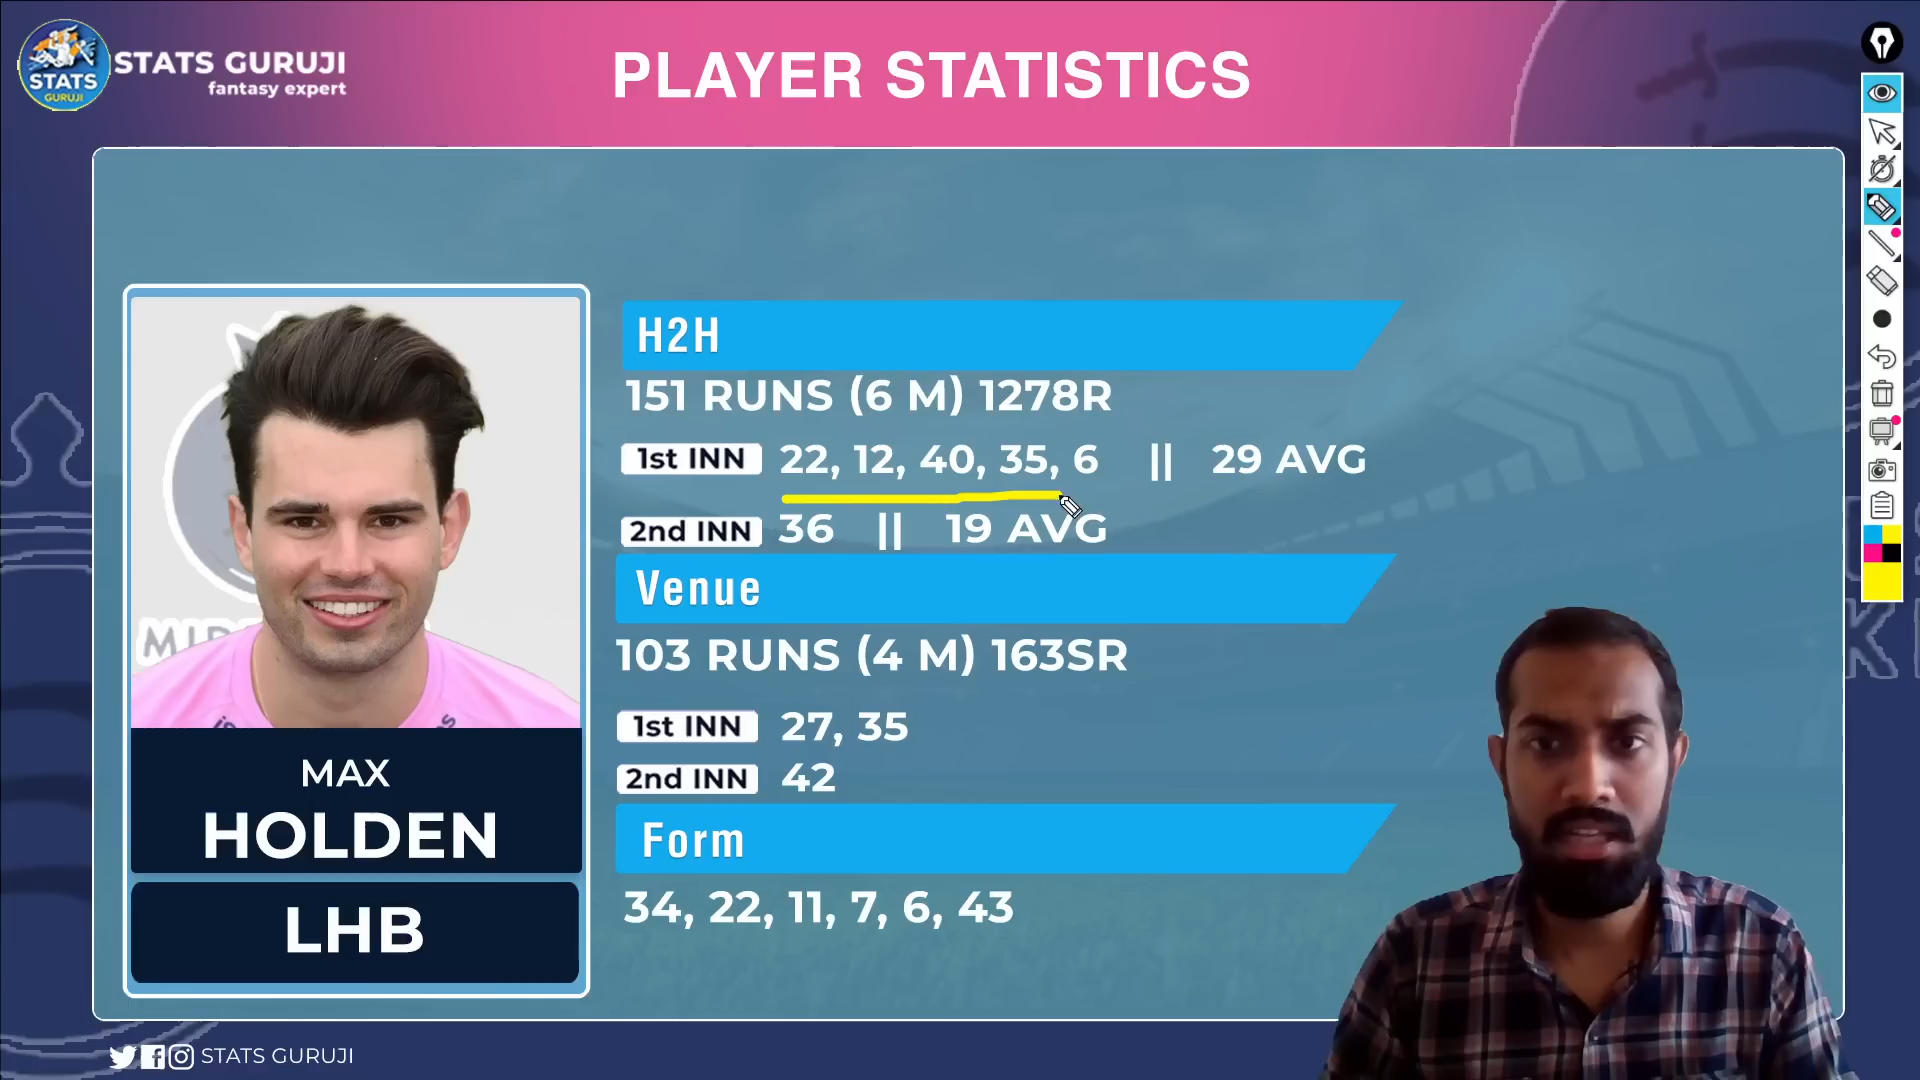 STATS GURUJI
fantasy expert
STATS
GURUJI
PLAYER STATISTICS
H2H
151 RUNS (6 M) 1278R
1st INN 22, 12, 40, 35, 6 || 29 AVG
2nd INN 36 || 19 AVG
Venue
103 RUNS (4 M) 163SR
1st INN 27, 35
2nd INN 42
Form
34, 22, 11, 7, 6, 43
MAX
HOLDEN
LHB
STATS GURUJI